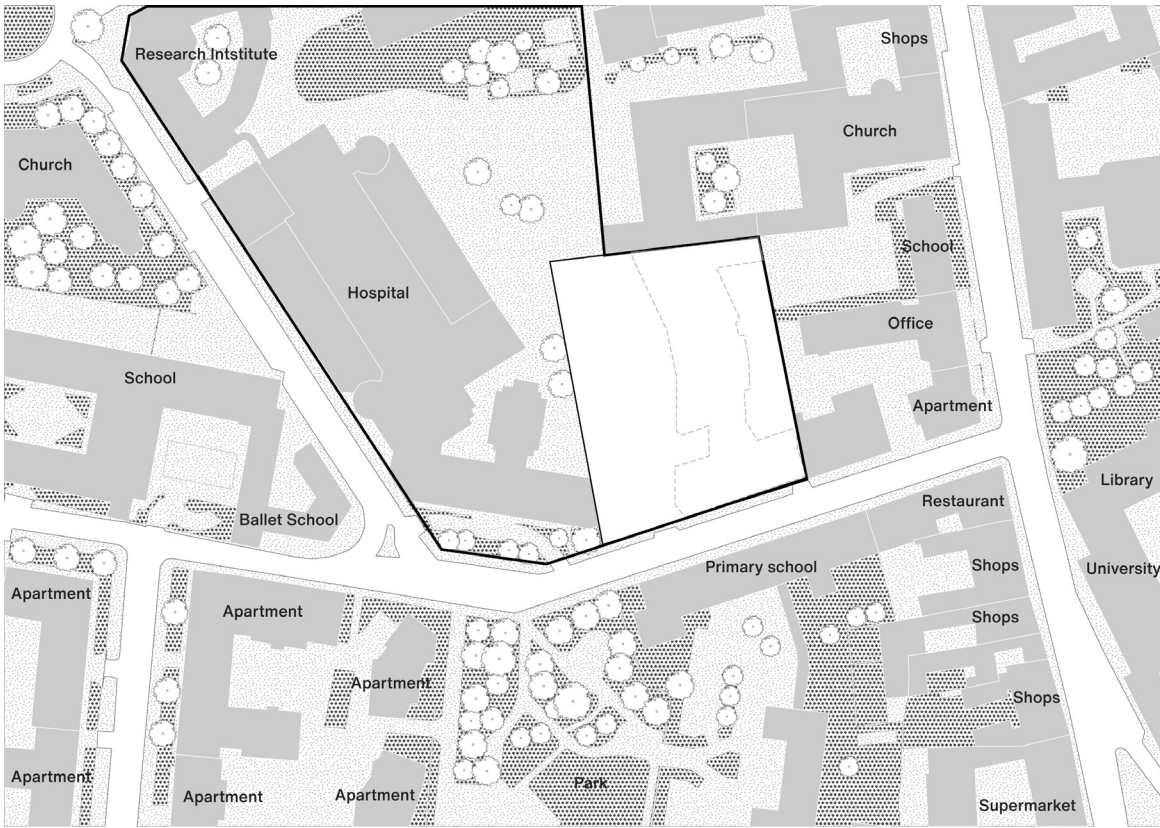 Shops
Research Intstitute
Church
Church
School
Hospital
Office
School
Apartment
Library
Restaurant
Ballet School
Primary school
Shops
University
Apartment
Apartment
Shops
Apartment
Shops
Apartment
Park
Apartment
Apartment
Supermarket